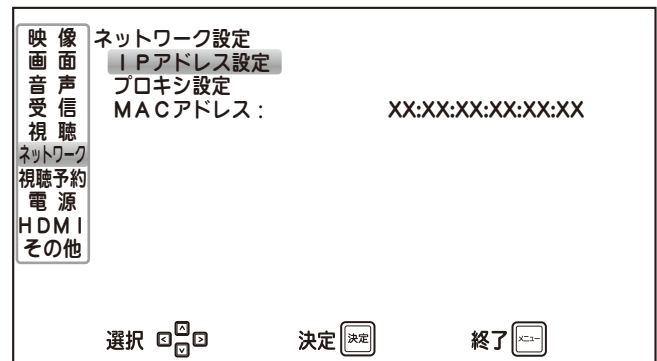 映像
画面
音声
受信
視聴
ネットワーク
視聴予約
電源
HDMI
その他
ネットワーク設定
IPアドレス設定
プロキシ設定
MACアドレス: XX:XX:XX:XX:XX:XX
選択 決定 決定 終了 メニュー